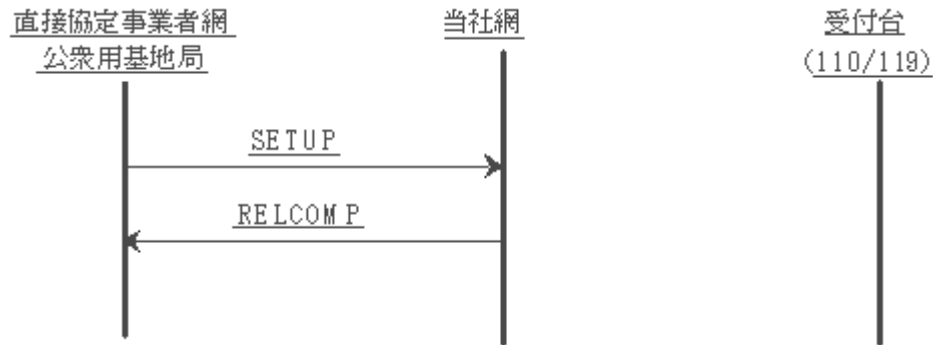 直接協定事業者網
公衆用基地局
当社網
受付台
(110/119)
SETUP
RELCOMP